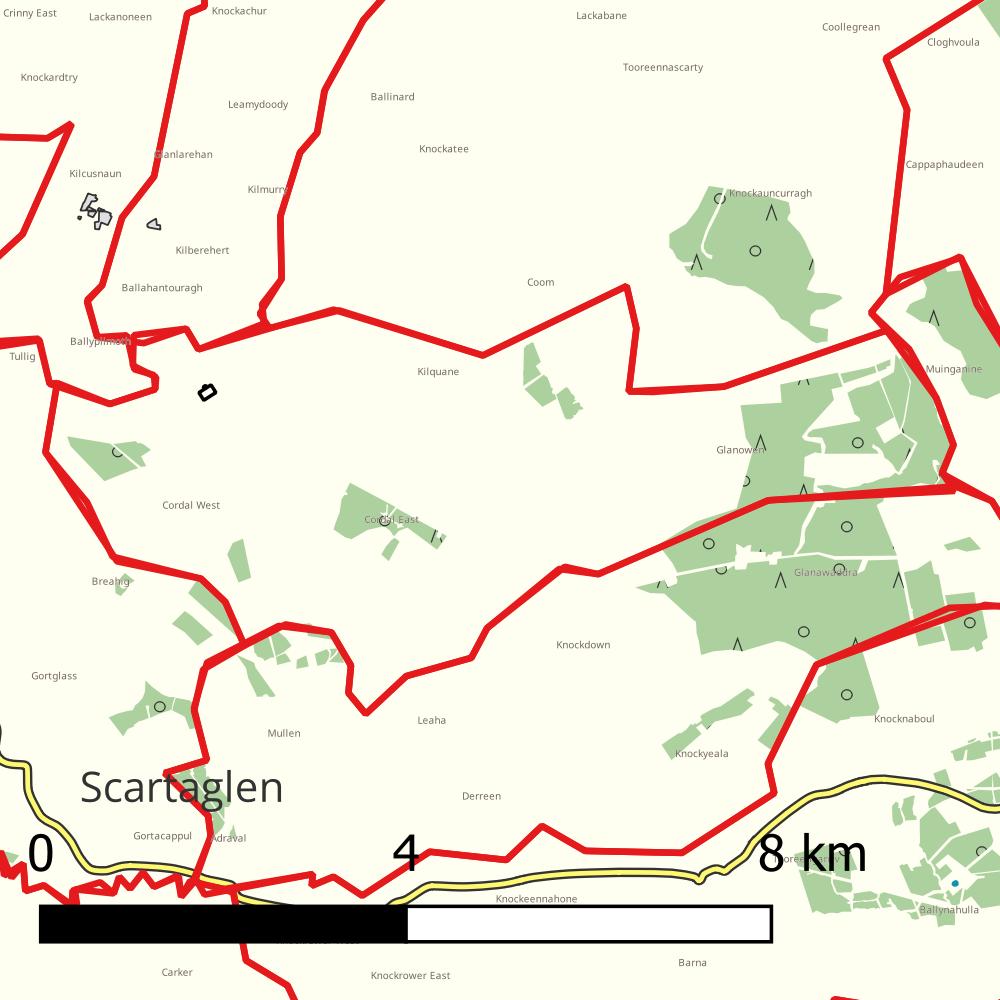 Crinny East
Lackanoneen
Knockachur
Lackabane
Coollegrean
Cloghvoula
Knockardtry
Tooreennascarty
Leamydoody
Ballinard
Glanlarehan
Knockatee
Cappaphaudeen
Kilcusnaun
Kilmurry
Knockauncurragh
Kilberehert
Ballahantouragh
Coom
Ballyplimoth
Tullig
Kilquane
Muinganine
Glanowen
Cordal West
Cordal East
Breahig
Glanawaddra
Gortglass
Knockdown
Mullen
Leaha
Knocknaboul
Knockyeala
Scartaglen
Derreen
Gortacappul
Adraval
0 4 8 km
Knockeennahone
Ballynahulla
Carker
Knockrower East
Barna